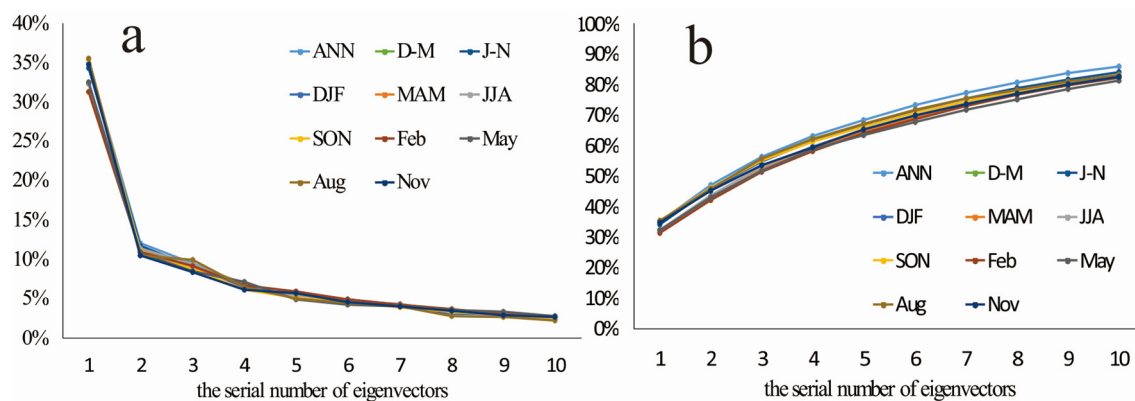 a
40%
35%
30%
25%
20%
15%
10%
5%
0%
ANN D-M J-N
DJF MAM JJA
SON Feb May
Aug Nov
1 2 3 4 5 6 7 8 9 10
the serial number of eigenvectors
b
100%
90%
80%
70%
60%
50%
40%
30%
20%
10%
0%
ANN D-M J-N
DJF MAM JJA
SON Feb May
Aug Nov
1 2 3 4 5 6 7 8 9 10
the serial number of eigenvectors